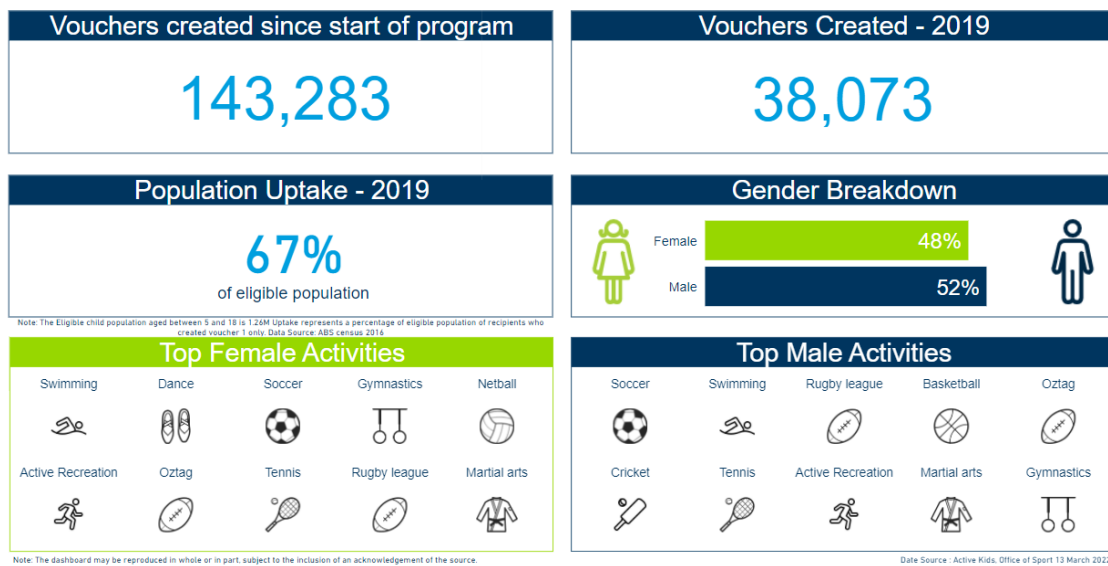 Vouchers created since start of program
143,283
Vouchers Created - 2019
38,073
Population Uptake - 2019
67%
of eligible population
Note: The Eligible child population aged between 5 and 18 is 1.26M Uptake represents a percentage of eligible population of recipients who
created voucher 1 only. Data Source: ABS census 2016
Gender Breakdown
Female 48%
Male 52%
Top Female Activities
Swimming Dance Soccer Gymnastics Netball
Active Recreation Oztag Tennis Rugby league Martial arts
Top Male Activities
Soccer Swimming Rugby league Basketball Oztag
Cricket Tennis Active Recreation Martial arts Gymnastics
Note: The dashboard may be reproduced in whole or in part, subject to the inclusion of an acknowledgement of the source.
Date Source : Active Kids, Office of Sport 13 March 2023